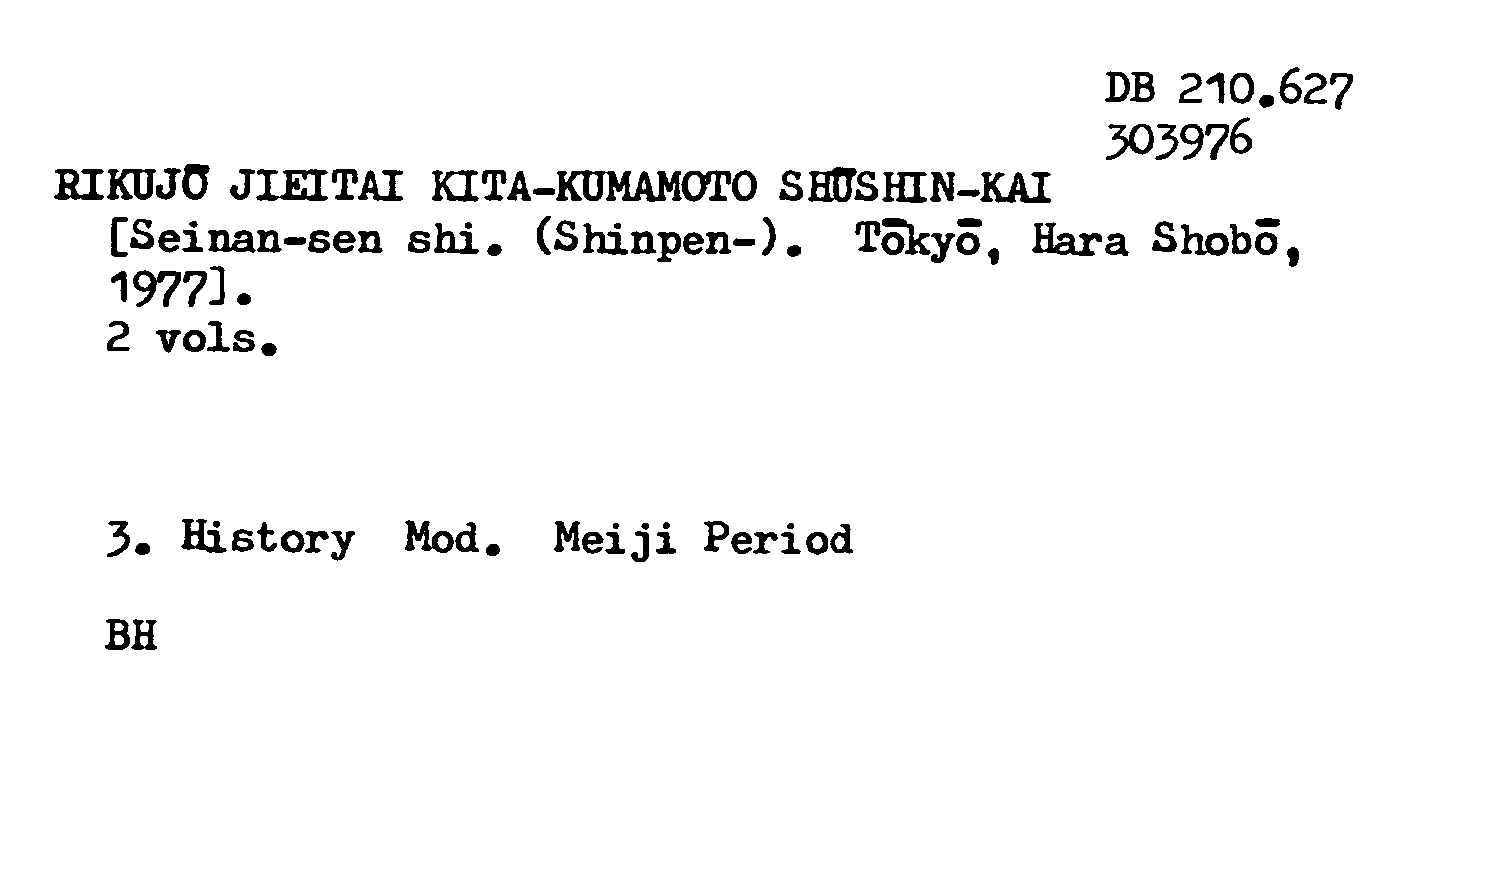 DB 210.627
303976
RIKUJŌ JIEITAI KITA-KUMAMOTO SHŪSHIN-KAI
[Seinan-sen shi. (Shinpen-). Tōkyō, Hara Shobō,
1977].
2 vols.
3. History Mod. Meiji Period
BH